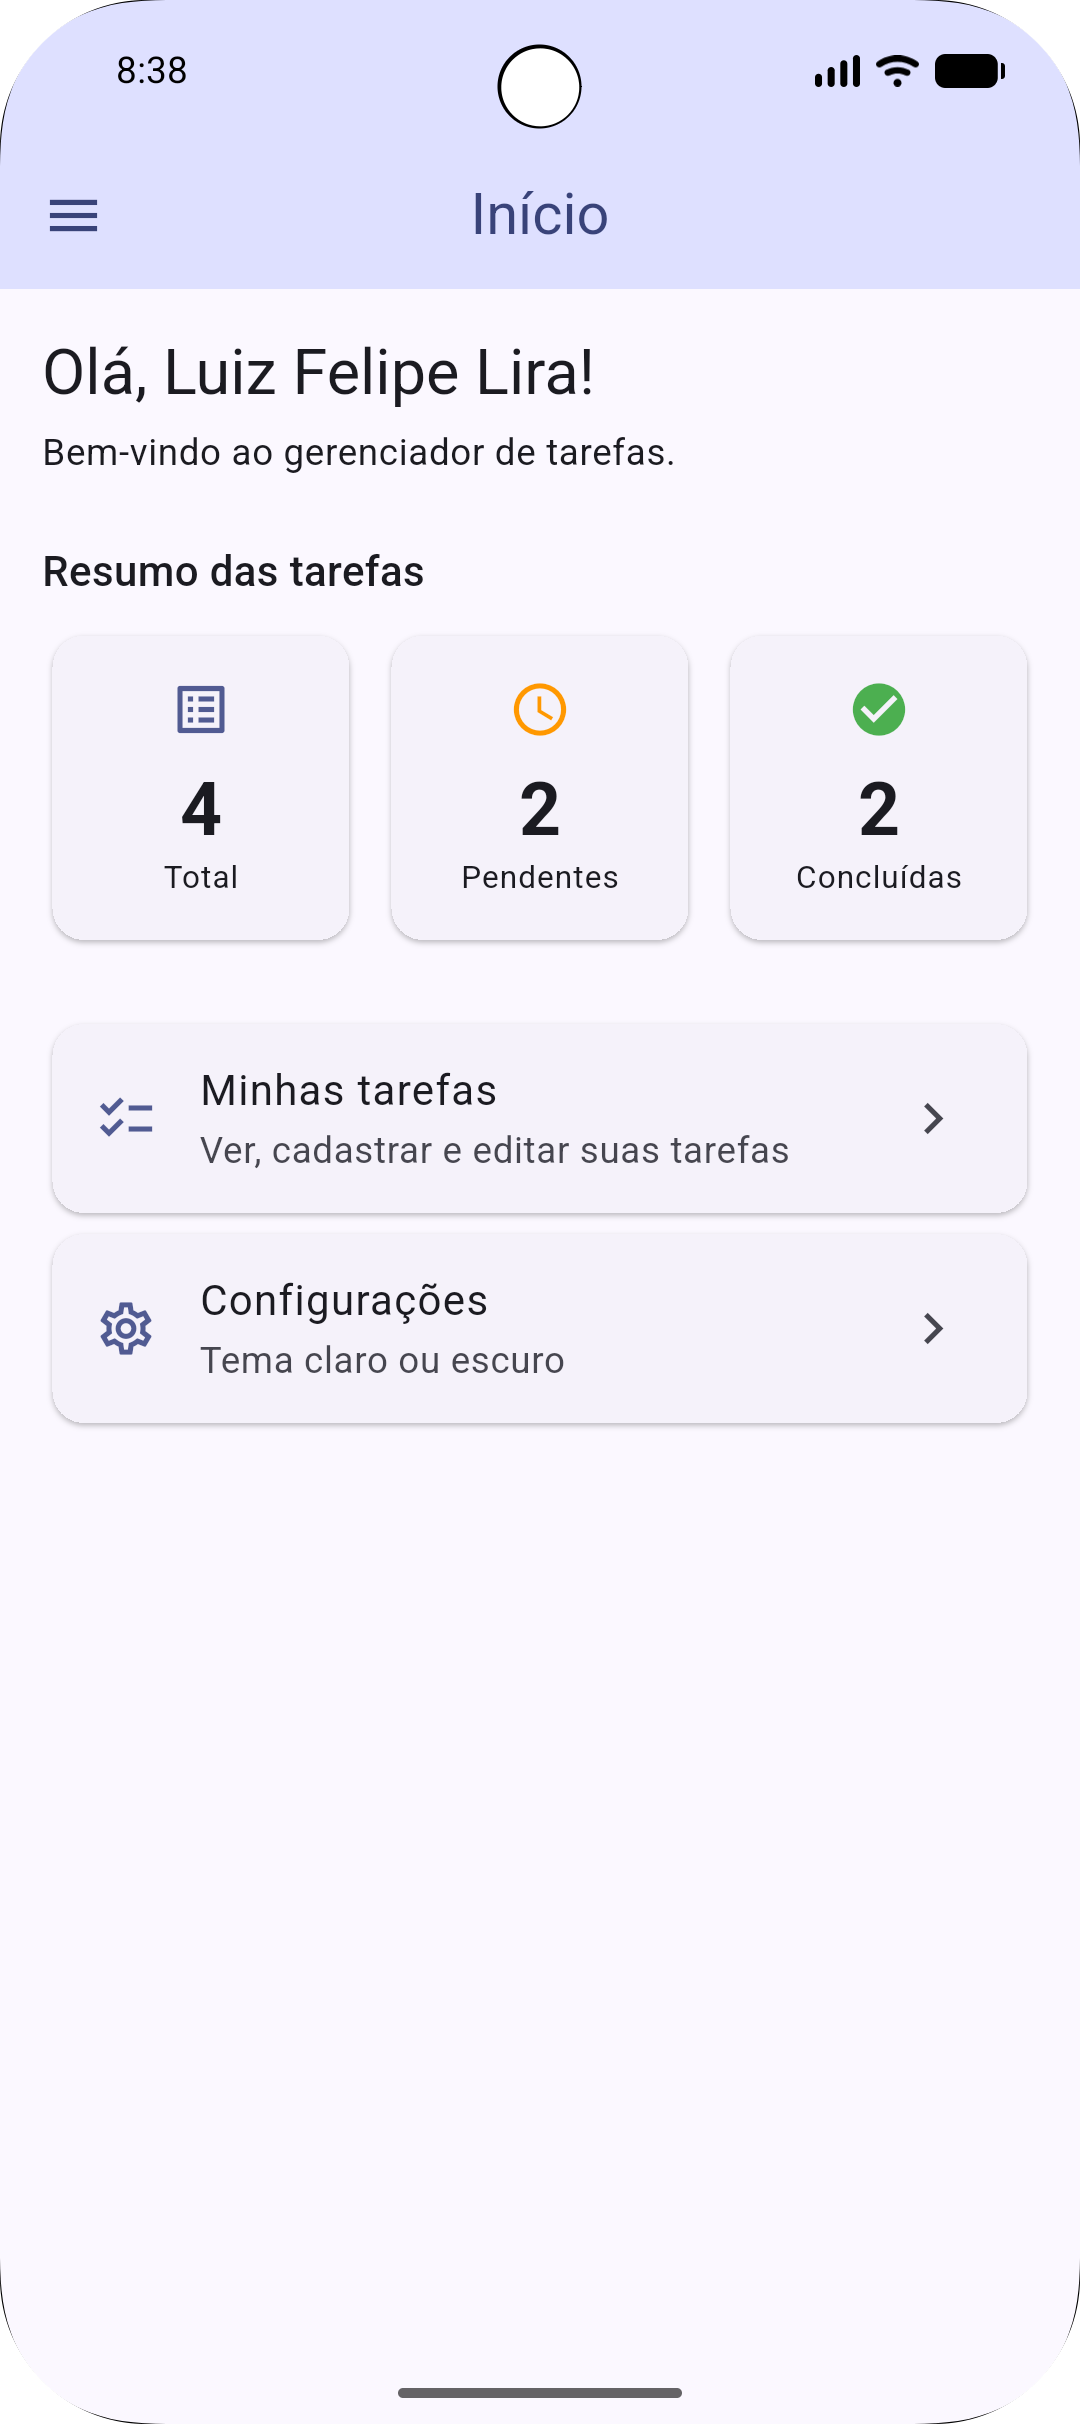 8:38
Início
Olá, Luiz Felipe Lira!
Bem-vindo ao gerenciador de tarefas.
Resumo das tarefas
4
Total
2
Pendentes
2
Concluídas
Minhas tarefas
Ver, cadastrar e editar suas tarefas
Configurações
Tema claro ou escuro